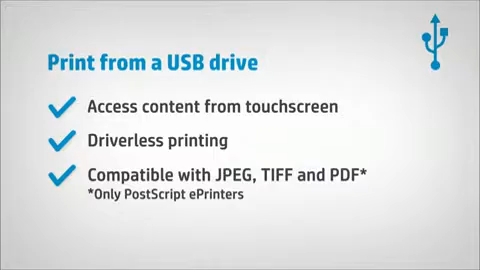 Print from a USB drive
Access content from touchscreen
Driverless printing
Compatible with JPEG, TIFF and PDF*
*Only PostScript ePrinters